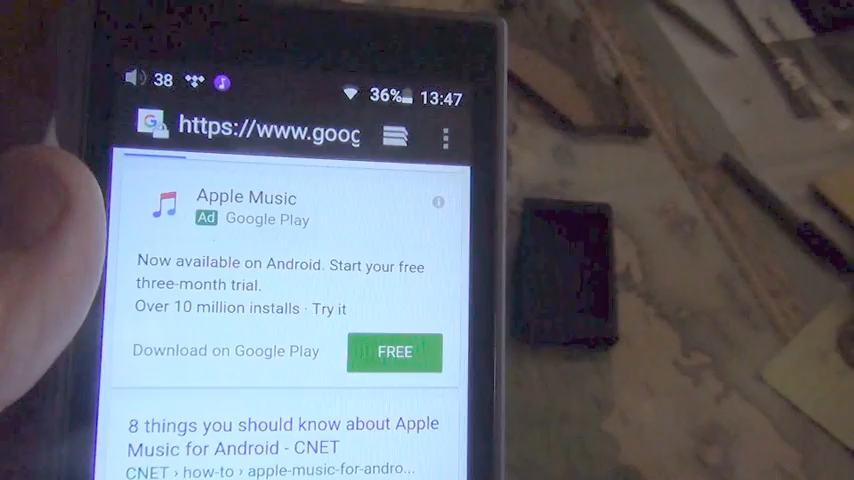 38
36% 13:47
https://www.goog
Apple Music
Ad Google Play
Now available on Android. Start your free
three-month trial.
Over 10 million installs · Try it
Download on Google Play FREE
8 things you should know about Apple
Music for Android - CNET
CNET › how-to › apple-music-for-andro...